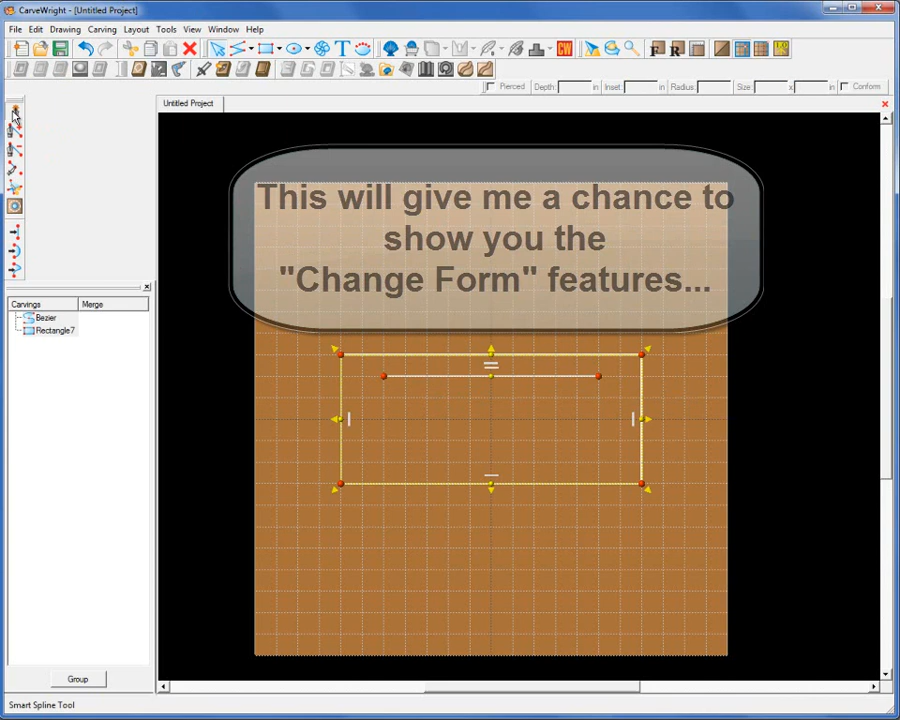 CarveWright - [Untitled Project]
File Edit Drawing Carving Layout Tools View Window Help
T
CW
F R
Pierced Depth: in Inset: in Radius: in Size: x in Conform
Untitled Project
This will give me a chance to
show you the
"Change Form" features...
Carvings Merge
Bezier
Rectangle7
Group
Smart Spline Tool